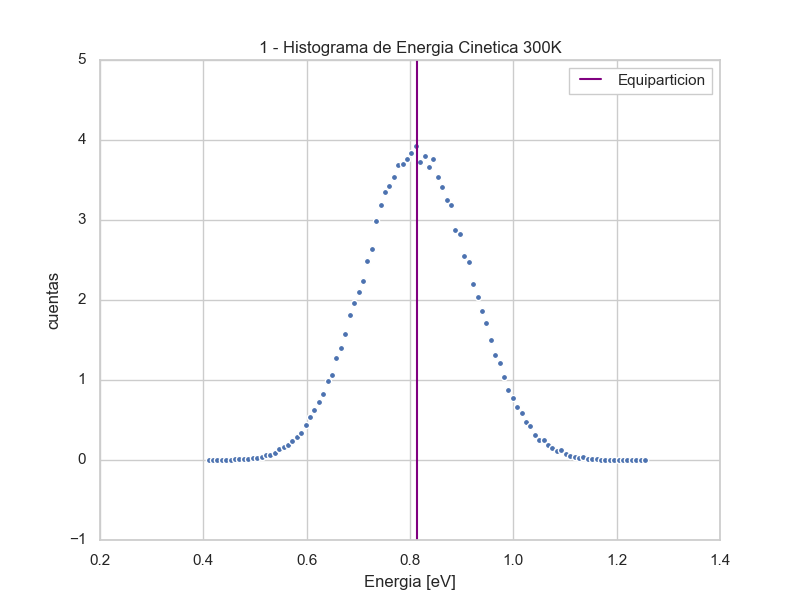 1 - Histograma de Energia Cinetica 300K
Equiparticion
5
4
3
2
1
0
−1
cuentas
0.2 0.4 0.6 0.8 1.0 1.2 1.4
Energia [eV]